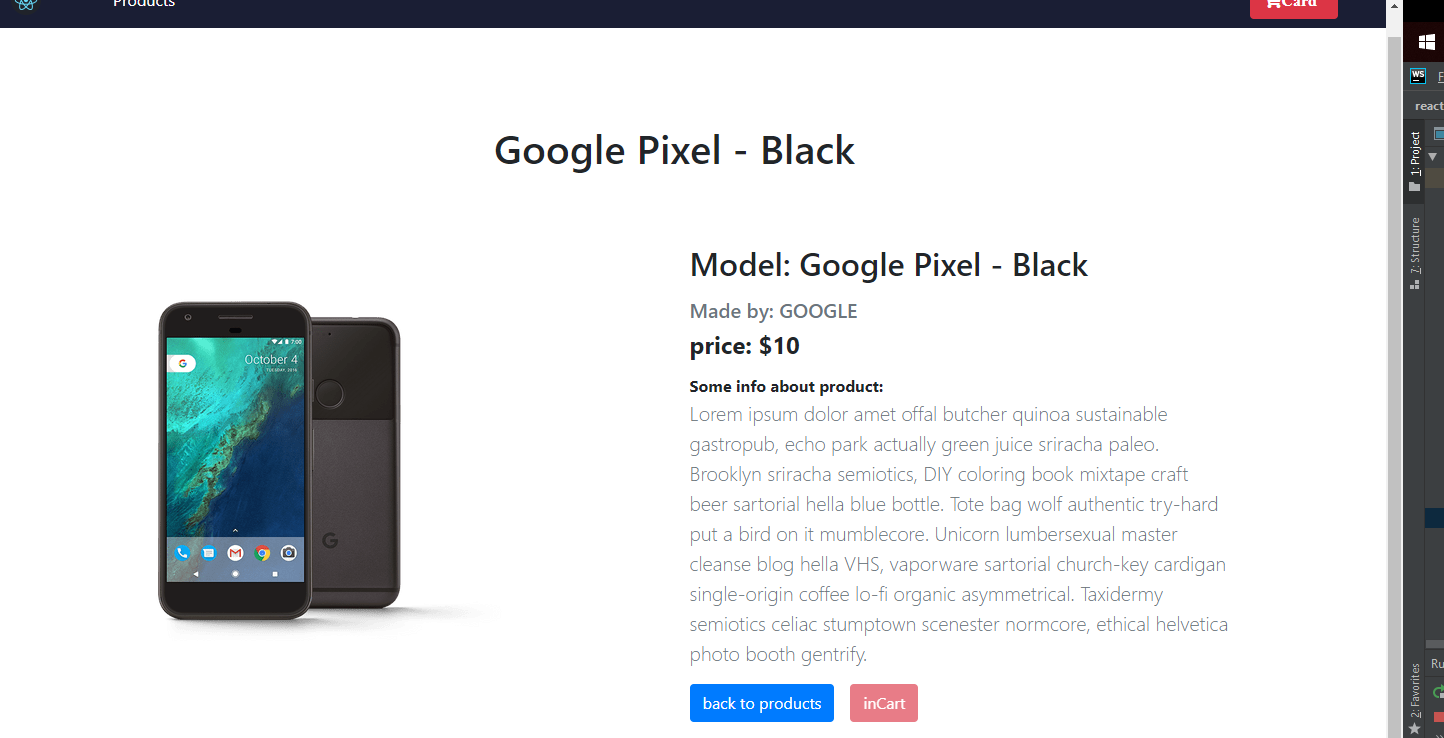 Products
Card
Google Pixel - Black
Model: Google Pixel - Black
Made by: GOOGLE
price: $10
Some info about product:
Lorem ipsum dolor amet offal butcher quinoa sustainable
gastropub, echo park actually green juice sriracha paleo.
Brooklyn sriracha semiotics, DIY coloring book mixtape craft
beer sartorial hella blue bottle. Tote bag wolf authentic try-hard
put a bird on it mumblecore. Unicorn lumbersexual master
cleanse blog hella VHS, vaporware sartorial church-key cardigan
single-origin coffee lo-fi organic asymmetrical. Taxidermy
semiotics celiac stumptown scenester normcore, ethical helvetica
photo booth gentrify.
back to products
inCart
7:00
October 4
TUESDAY, 2016
G
WS
F
react
1: Project
7: Structure
Ru
2: Favorites